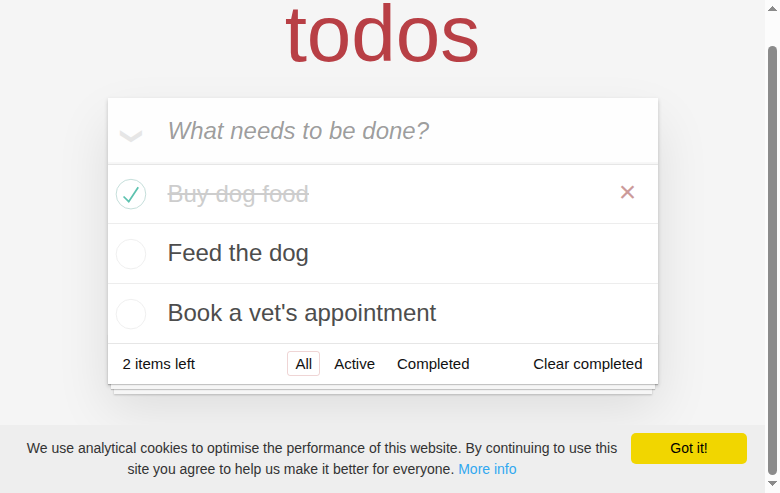 todos
What needs to be done?
Buy dog food
Feed the dog
Book a vet's appointment
2 items left All Active Completed Clear completed
We use analytical cookies to optimise the performance of this website. By continuing to use this
site you agree to help us make it better for everyone. More info
Got it!